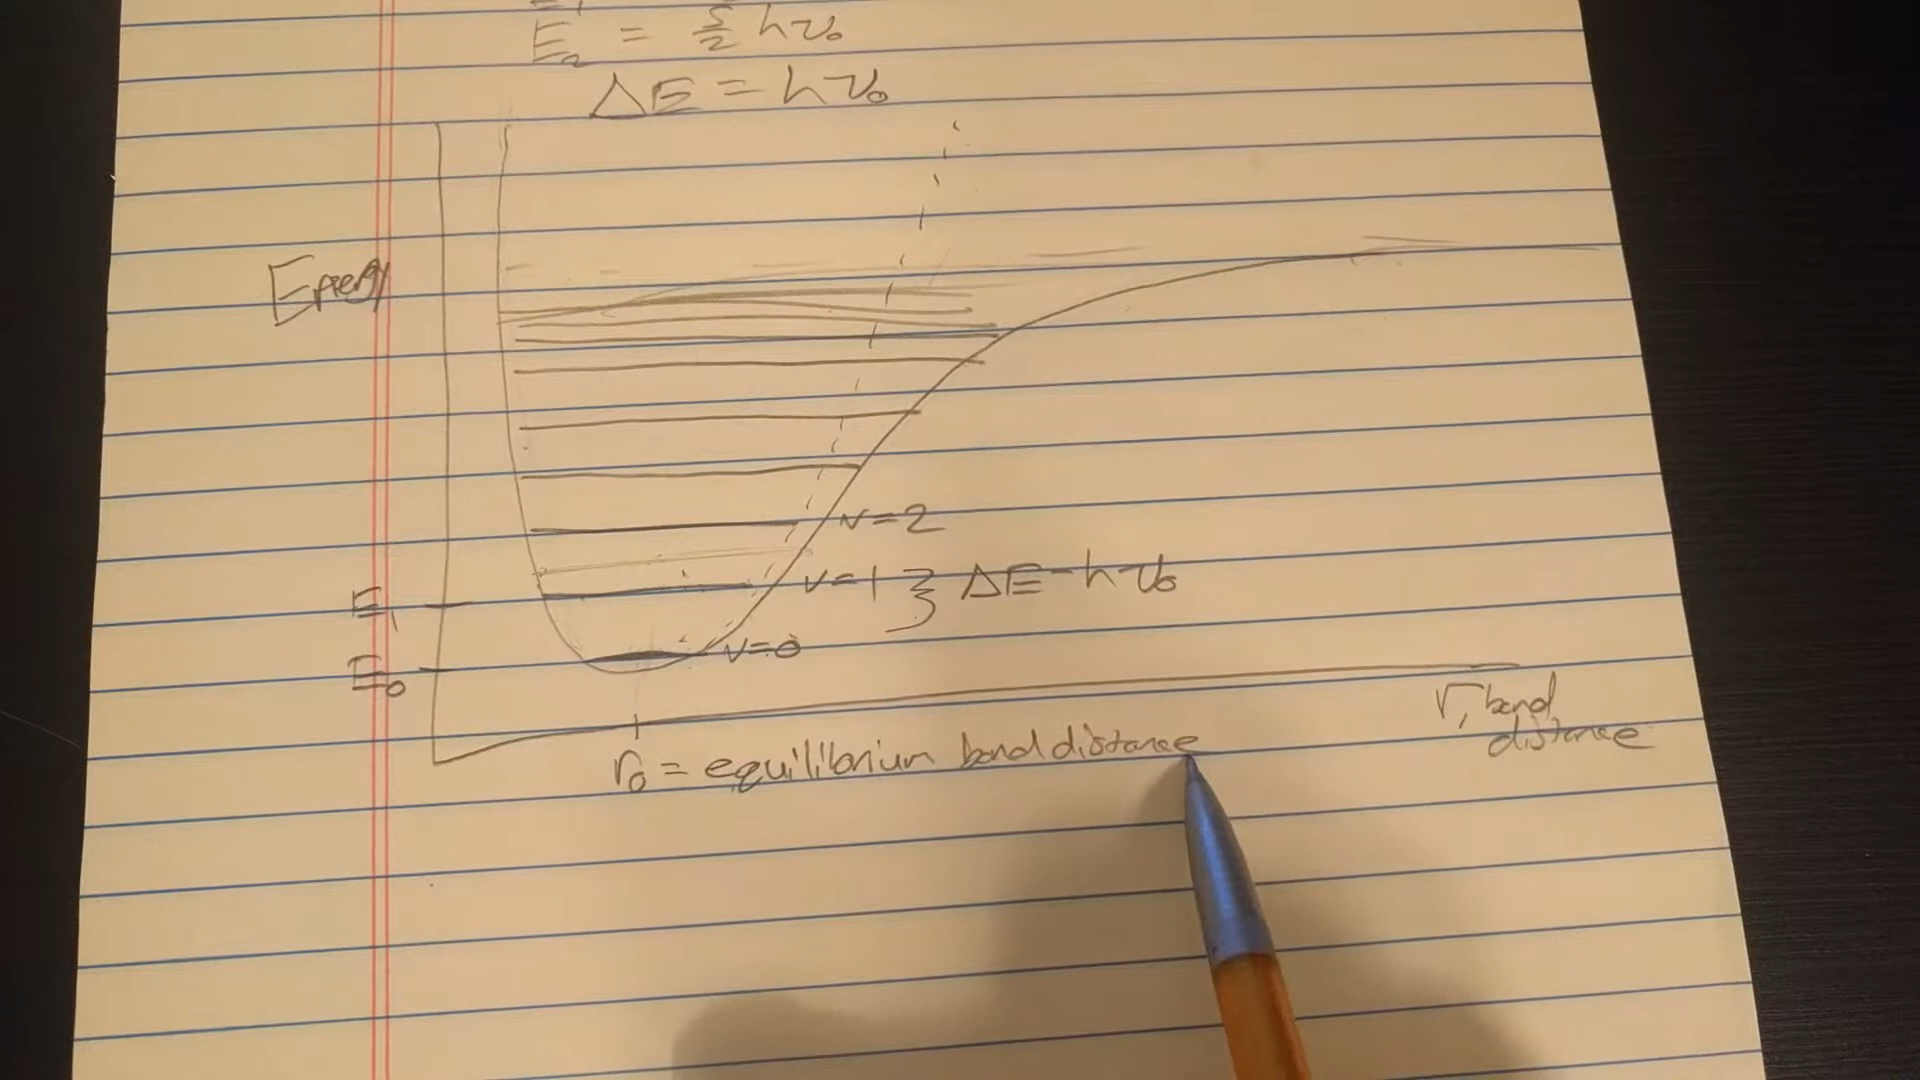 E₂ = 5/2 hν₀
ΔE = hν₀
Energy
v=2
E₁
v=1 } ΔE = hν₀
v=0
E₀
r, bond
distance
r₀ = equilibrium bond distance